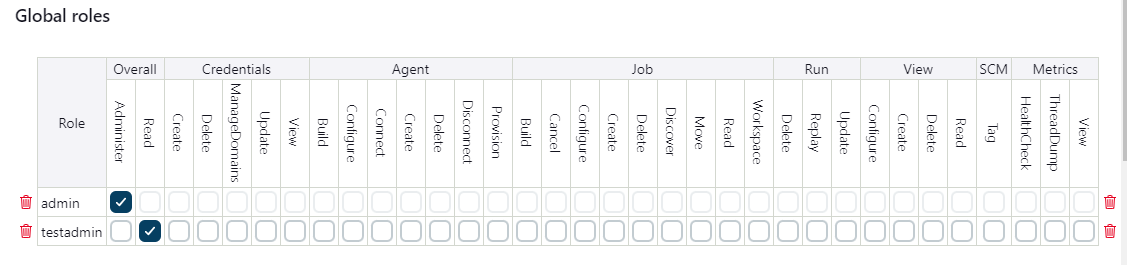 Global roles
Role Overall Credentials Agent Job Run View SCM Metrics
Administer Read Create Delete ManageDomains Update View Build Configure Connect Create Delete Disconnect Provision Build Cancel Configure Create Delete Discover Move Read Workspace Delete Replay Update Configure Create Delete Read Tag HealthCheck ThreadDump View
admin
testadmin